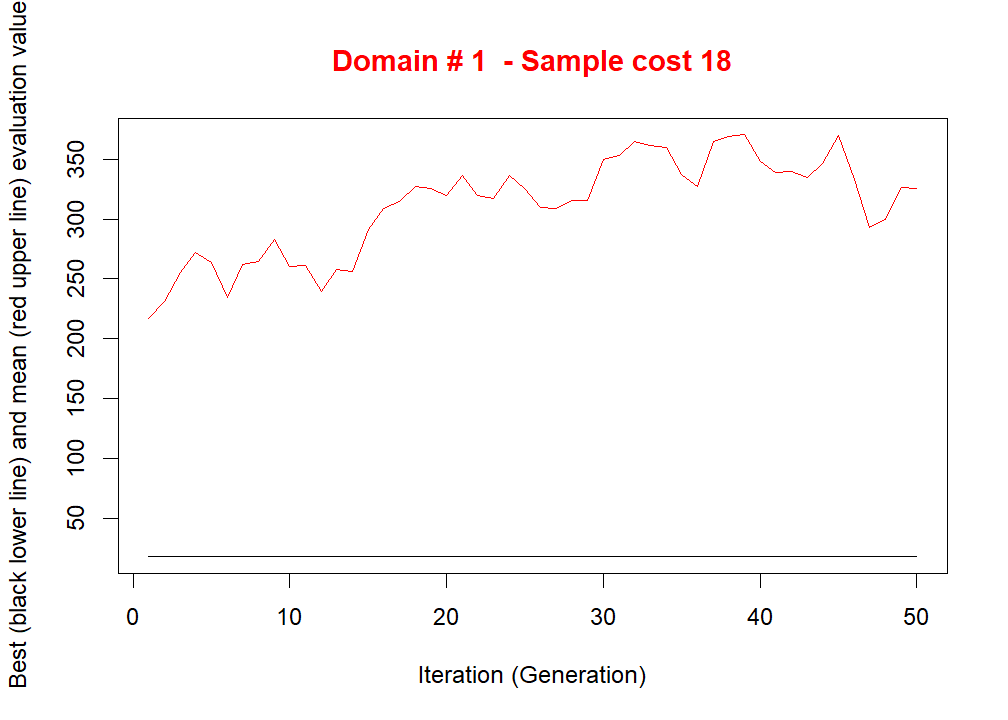 Domain # 1  - Sample cost 18
Best (black lower line) and mean (red upper line) evaluation value
350
300
250
200
150
100
50
0 10 20 30 40 50
Iteration (Generation)